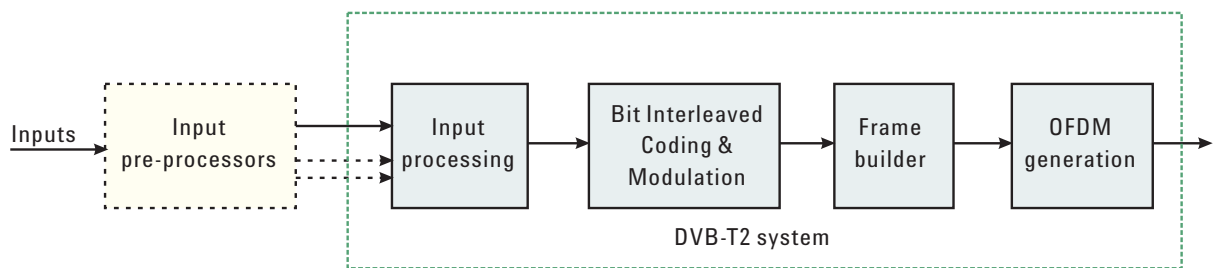 Inputs
Input
pre-processors
Input
processing
Bit Interleaved
Coding &
Modulation
Frame
builder
OFDM
generation
DVB-T2 system